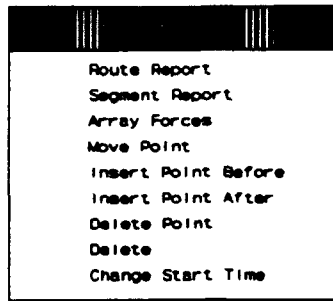 Route Report
Segment Report
Array Forces
Move Point
Insert Point Before
Insert Point After
Delete Point
Delete
Change Start Time